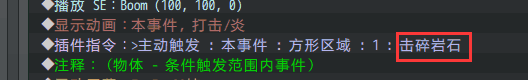 ◆播放 SE：Boom (100, 100, 0)
◆显示动画：本事件, 打击/炎
◆插件指令：>主动触发 : 本事件 : 方形区域 : 1 : 击碎岩石
◆注释：(物体 - 条件触发范围内事件)